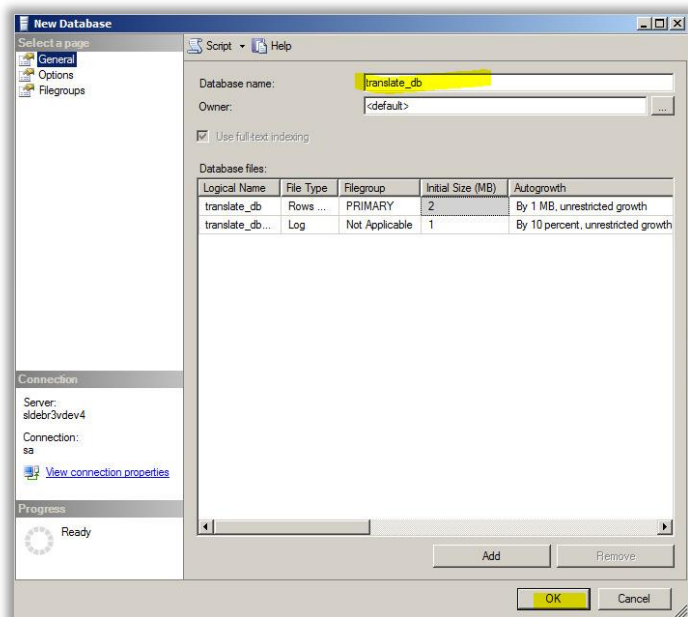 New Database
Select a page
General
Options
Filegroups
Script
Help
Database name:
translate_db
Owner:
<default>
...
Use full-text indexing
Database files:
Logical Name File Type Filegroup Initial Size (MB) Autogrowth
translate_db Rows ... PRIMARY 2 By 1 MB, unrestricted growth
translate_db... Log Not Applicable 1 By 10 percent, unrestricted growth
Connection
Server:
sldebr3vdev4
Connection:
sa
View connection properties
Progress
Ready
Add
Remove
OK
Cancel